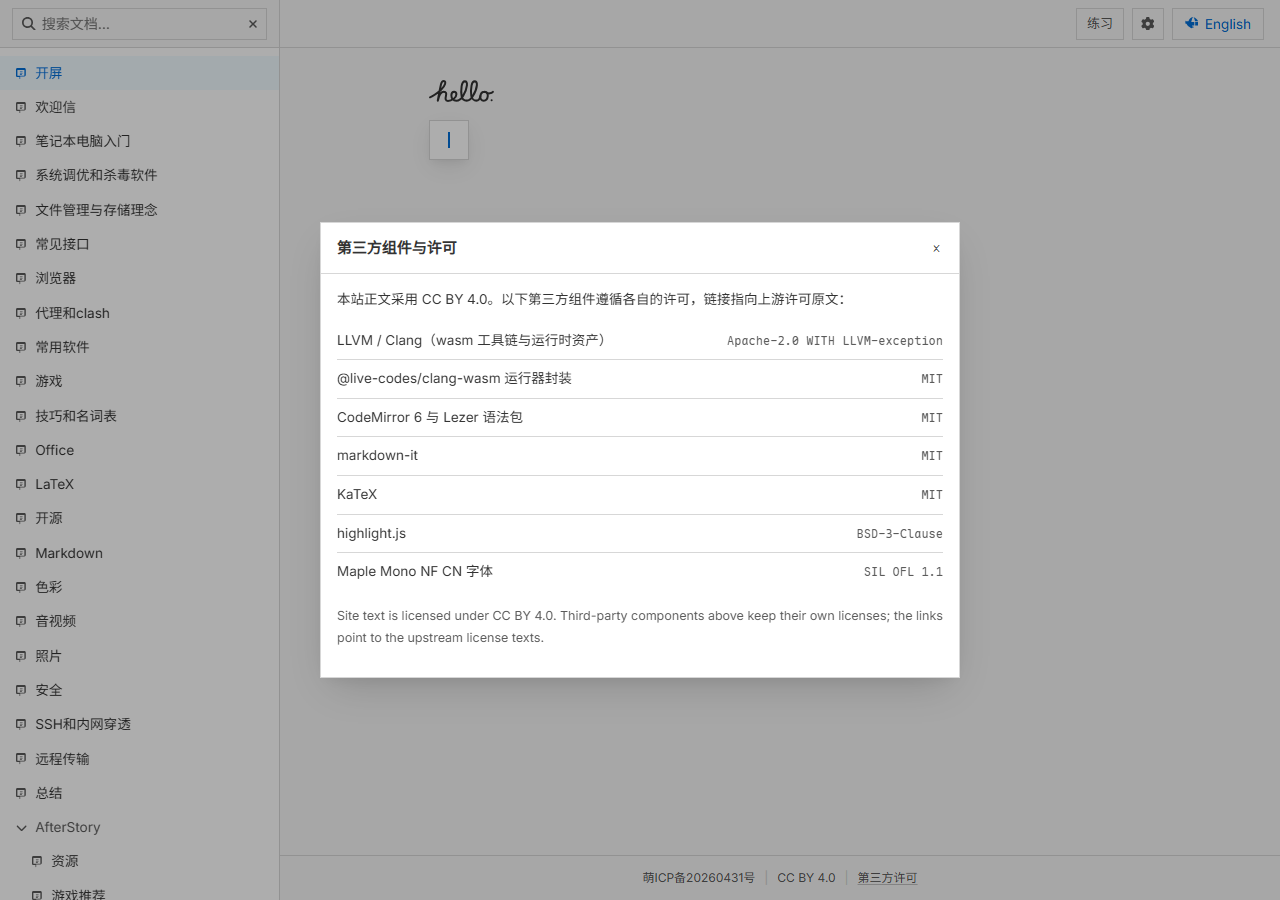 搜索文档...
练习
English
开屏
欢迎信
笔记本电脑入门
系统调优和杀毒软件
文件管理与存储理念
常见接口
浏览器
代理和clash
常用软件
游戏
技巧和名词表
Office
LaTeX
开源
Markdown
色彩
音视频
照片
安全
SSH和内网穿透
远程传输
总结
AfterStory
资源
游戏推荐
hello.
第三方组件与许可
x
本站正文采用 CC BY 4.0。以下第三方组件遵循各自的许可，链接指向上游许可原文：
LLVM / Clang（wasm 工具链与运行时资产） Apache-2.0 WITH LLVM-exception
@live-codes/clang-wasm 运行器封装 MIT
CodeMirror 6 与 Lezer 语法包 MIT
markdown-it MIT
KaTeX MIT
highlight.js BSD-3-Clause
Maple Mono NF CN 字体 SIL OFL 1.1
Site text is licensed under CC BY 4.0. Third-party components above keep their own licenses; the links
point to the upstream license texts.
萌ICP备20260431号 CC BY 4.0 第三方许可